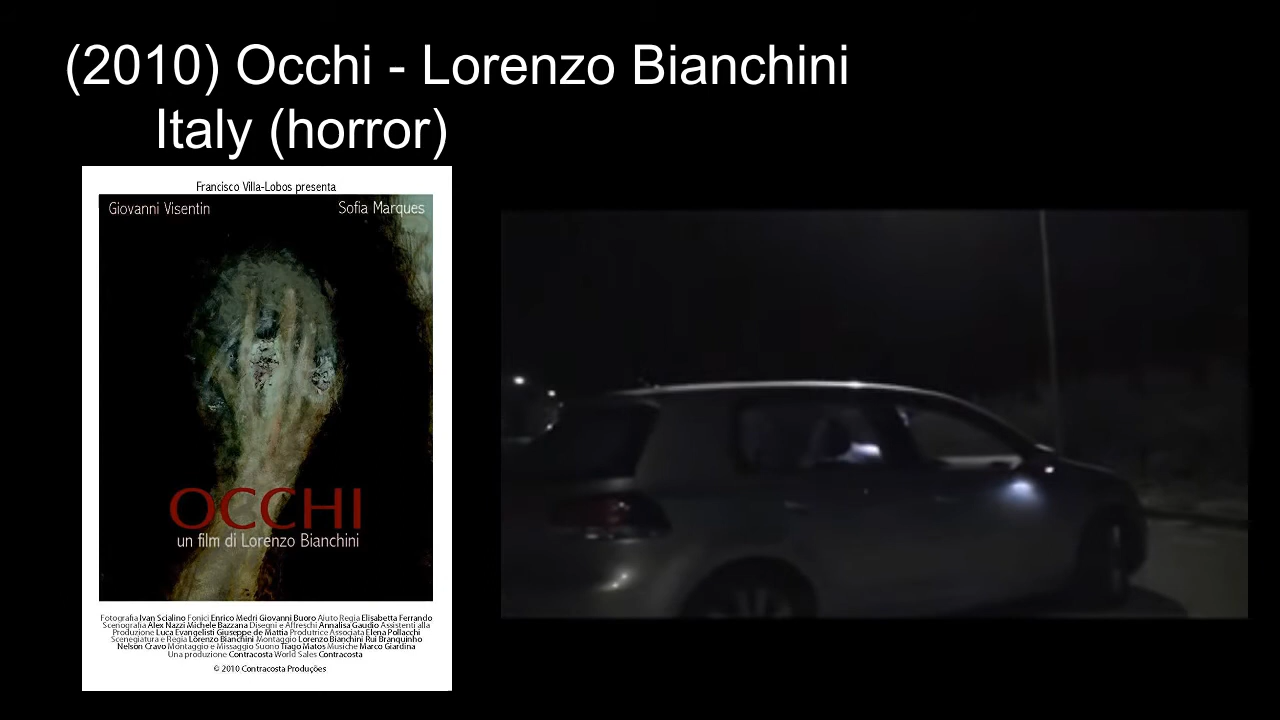 (2010) Occhi - Lorenzo Bianchini
Italy (horror)
Francisco Villa-Lobos presenta
Giovanni Visentin Sofia Marques
OCCHI
un film di Lorenzo Bianchini
Fotografia Ivan Scialino Fonici Enrico Medri Giovanni Buoro Aiuto Regia Elisabetta Ferrando
Scenografia Alex Nazzi Michele Bazzana Disegni e Affreschi Annalisa Gaudio Assistenti alla
Produzione Luca Evangelisti Giuseppe de Mattia Produtrice Associata Elena Pollacchi
Scenegiatura e Regia Lorenzo Bianchini Montaggio Lorenzo Bianchini Rui Branquinho
Nelson Cravo Montaggio e Missaggio Suono Tiago Matos Musiche Marco Giardina
Una produzione Contracosta World Sales Contracosta
© 2010 Contracosta Produções